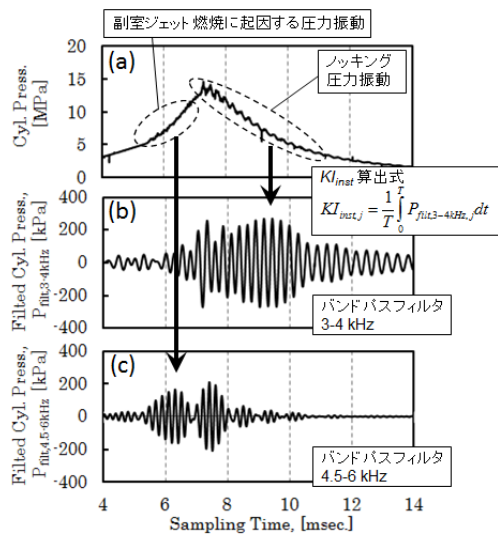 副室ジェット燃焼に起因する圧力振動
(a)
ノッキング
圧力振動
Cyl. Press.
[MPa]
20
15
10
5
0
KIinst 算出式
KIinst,j = 1/T ∫0T Pfilt,3−4kHz,j dt
(b)
Filted Cyl. Press.,
Pfilt,3-4kHz [kPa]
400
200
0
-200
-400
バンドパスフィルタ
3-4 kHz
(c)
Filted Cyl. Press.,
Pfilt,4.5-6kHz [kPa]
400
200
0
-200
-400
バンドパスフィルタ
4.5-6 kHz
4 6 8 10 12 14
Sampling Time, [msec.]